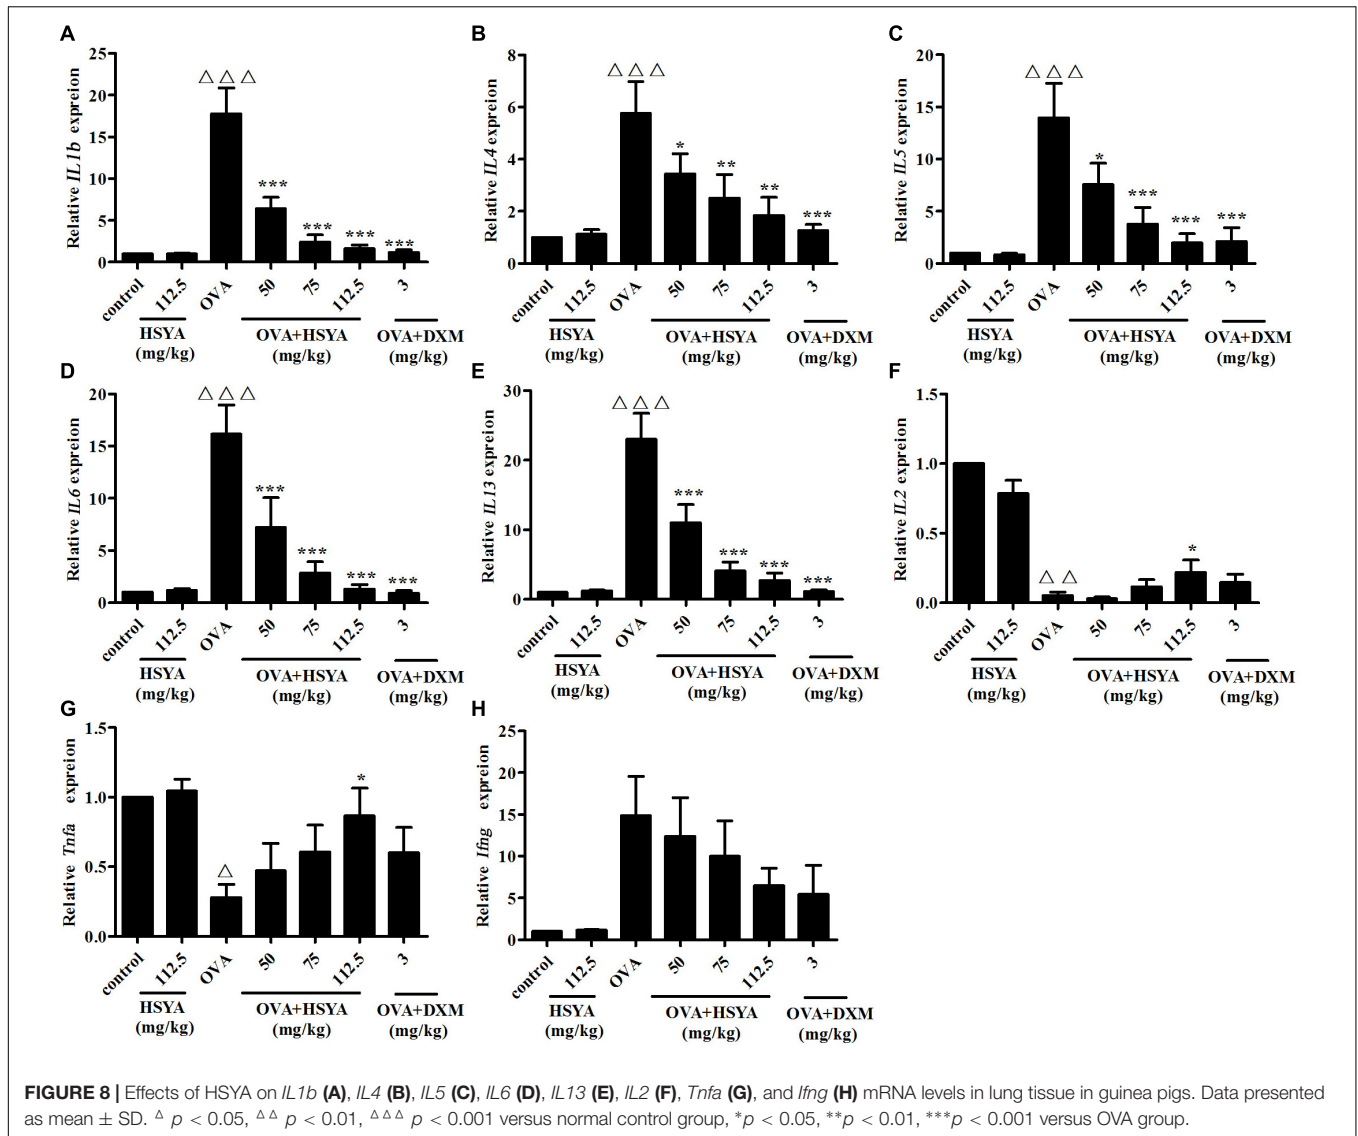 A
Relative IL1b expreion
25
20
15
10
5
0
△ △ △
***
***
***
***
control
112.5
OVA
50
75
112.5
3
HSYA
(mg/kg)
OVA+HSYA
(mg/kg)
OVA+DXM
(mg/kg)
B
Relative IL4 expreion
8
6
4
2
0
△ △ △
*
**
**
***
control
112.5
OVA
50
75
112.5
3
HSYA
(mg/kg)
OVA+HSYA
(mg/kg)
OVA+DXM
(mg/kg)
C
Relative IL5 expreion
20
15
10
5
0
△ △ △
*
***
***
***
control
112.5
OVA
50
75
112.5
3
HSYA
(mg/kg)
OVA+HSYA
(mg/kg)
OVA+DXM
(mg/kg)
D
Relative IL6 expreion
20
15
10
5
0
△ △ △
***
***
***
***
control
112.5
OVA
50
75
112.5
3
HSYA
(mg/kg)
OVA+HSYA
(mg/kg)
OVA+DXM
(mg/kg)
E
Relative IL13 expreion
30
20
10
0
△ △ △
***
***
***
***
control
112.5
OVA
50
75
112.5
3
HSYA
(mg/kg)
OVA+HSYA
(mg/kg)
OVA+DXM
(mg/kg)
F
Relative IL2 expreion
1.5
1.0
0.5
0.0
△ △
*
control
112.5
OVA
50
75
112.5
3
HSYA
(mg/kg)
OVA+HSYA
(mg/kg)
OVA+DXM
(mg/kg)
G
Relative Tnfa expreion
1.5
1.0
0.5
0.0
△
*
control
112.5
OVA
50
75
112.5
3
HSYA
(mg/kg)
OVA+HSYA
(mg/kg)
OVA+DXM
(mg/kg)
H
Relative Ifng expreion
25
20
15
10
5
0
control
112.5
OVA
50
75
112.5
3
HSYA
(mg/kg)
OVA+HSYA
(mg/kg)
OVA+DXM
(mg/kg)
FIGURE 8 | Effects of HSYA on IL1b (A), IL4 (B), IL5 (C), IL6 (D), IL13 (E), IL2 (F), Tnfa (G), and Ifng (H) mRNA levels in lung tissue in guinea pigs. Data presented
as mean ± SD. △ p < 0.05, △△ p < 0.01, △△△ p < 0.001 versus normal control group, *p < 0.05, **p < 0.01, ***p < 0.001 versus OVA group.